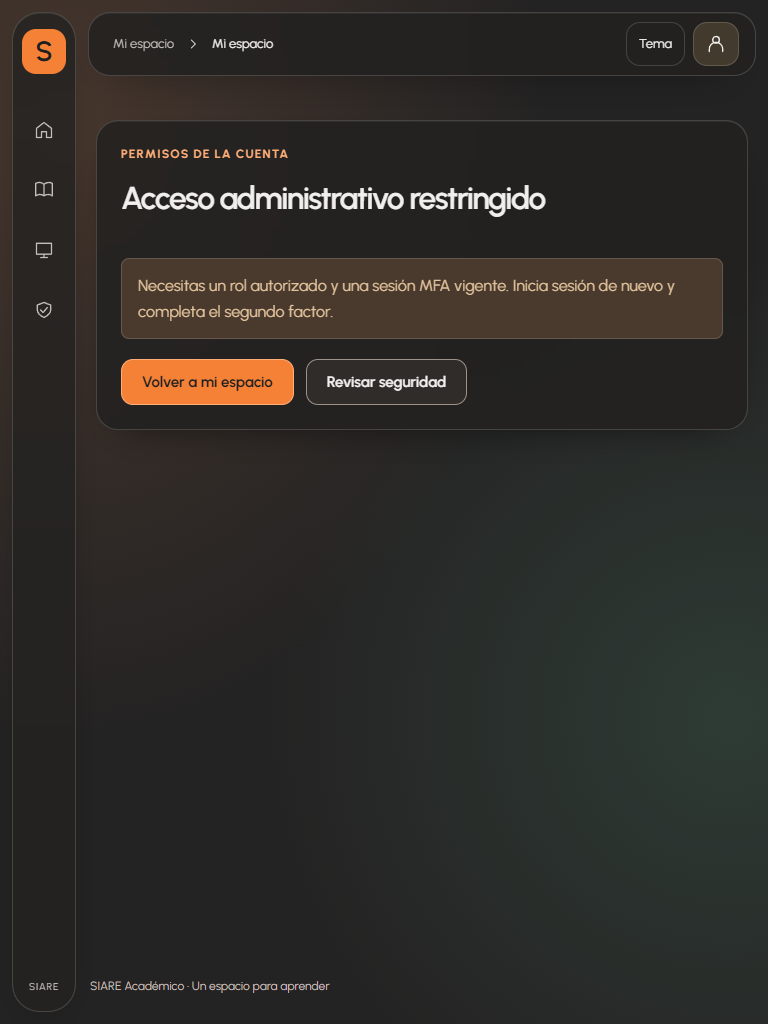 S
Mi espacio > Mi espacio
Tema
PERMISOS DE LA CUENTA
Acceso administrativo restringido
Necesitas un rol autorizado y una sesión MFA vigente. Inicia sesión de nuevo y
completa el segundo factor.
Volver a mi espacio
Revisar seguridad
SIARE
SIARE Académico · Un espacio para aprender